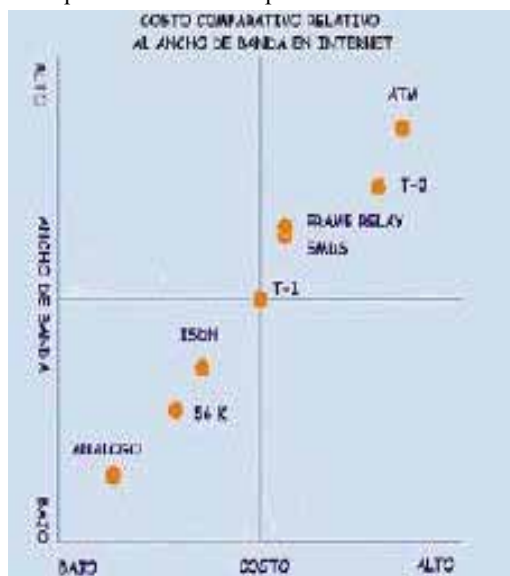 COSTO COMPARATIVO RELATIVO
AL ANCHO DE BANDA EN INTERNET
ALTO
ATM
T-3
FRAME RELAY
SMDS
ANCHO DE BANDA
T-1
ISDN
56 K
ANALOGO
BAJO
BAJO
COSTO
ALTO